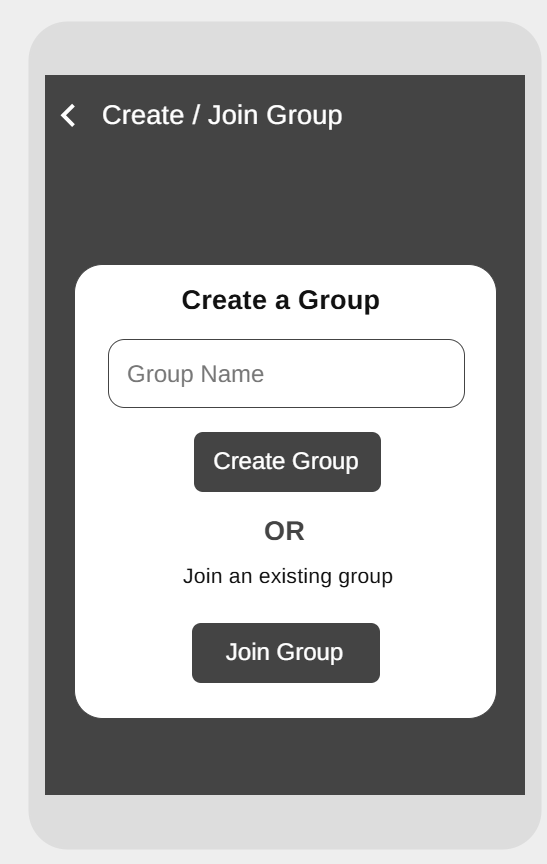 Create / Join Group
Create a Group
Group Name
Create Group
OR
Join an existing group
Join Group